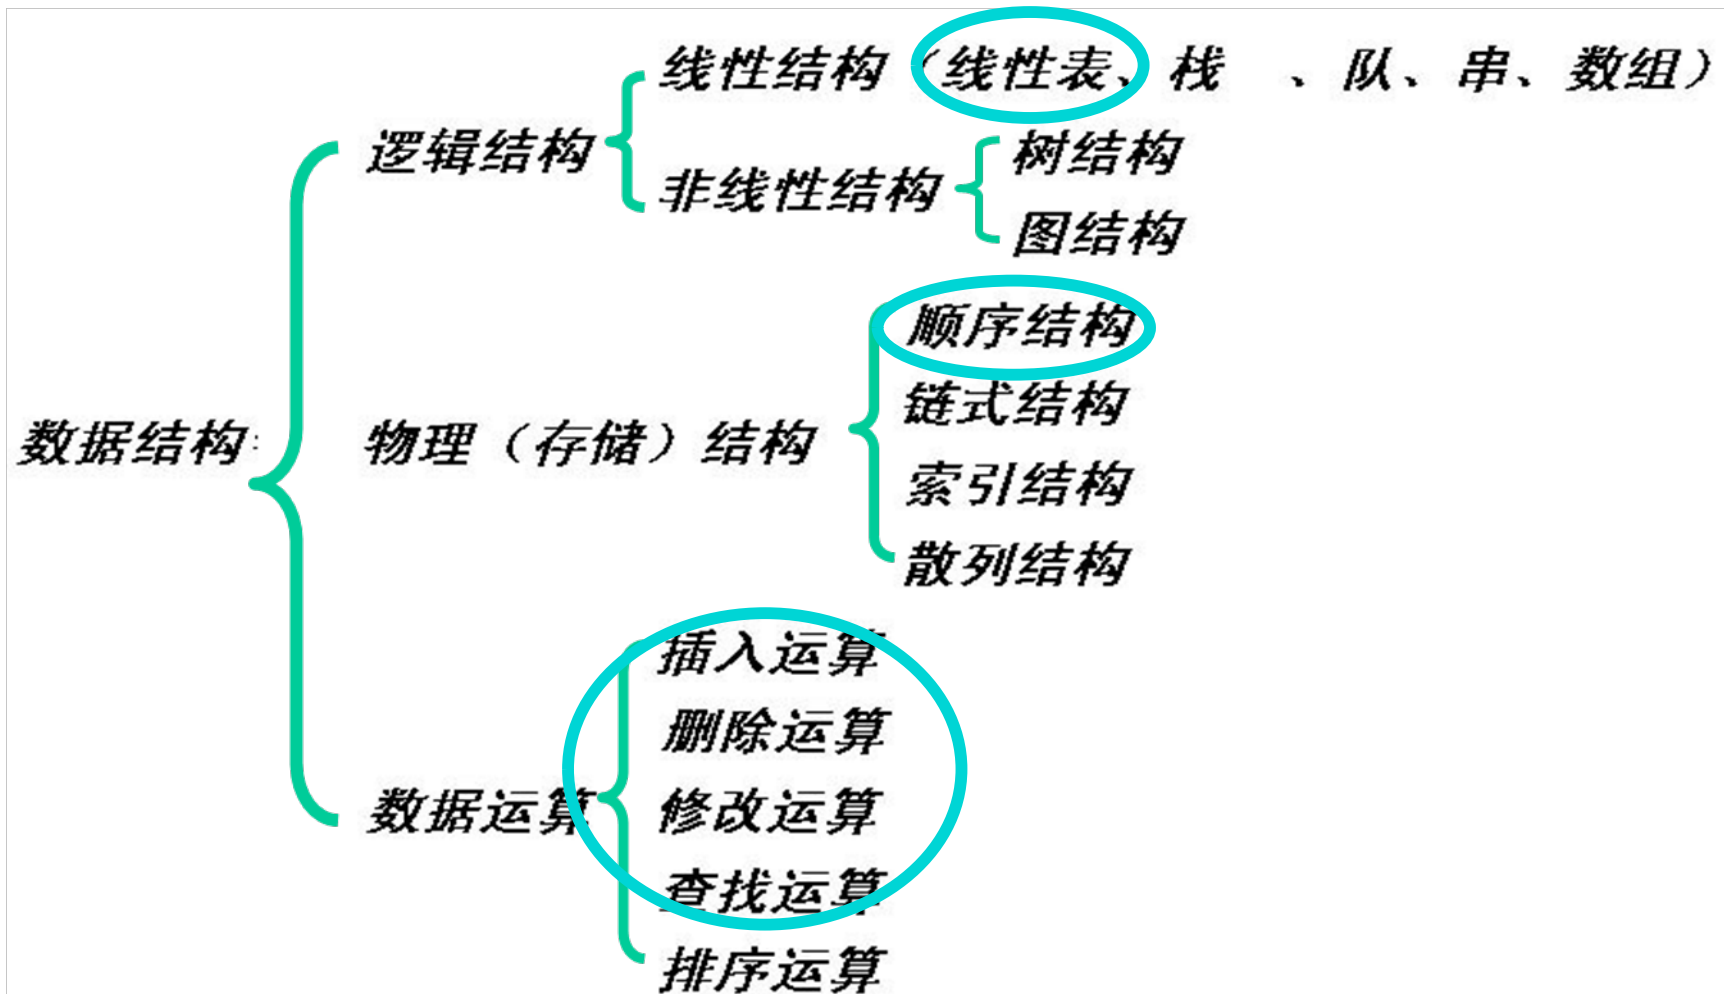 线性结构（线性表、栈 、队、串、数组）
逻辑结构
树结构
非线性结构
图结构
顺序结构
链式结构
数据结构:
物理（存储）结构
索引结构
散列结构
插入运算
删除运算
数据运算
修改运算
查找运算
排序运算